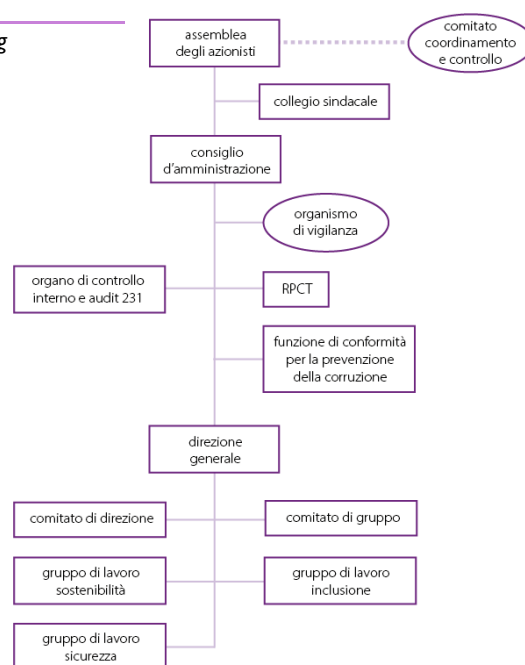 g
assemblea
degli azionisti
comitato
coordinamento
e controllo
collegio sindacale
consiglio
d'amministrazione
organismo
di vigilanza
organo di controllo
interno e audit 231
RPCT
funzione di conformità
per la prevenzione
della corruzione
direzione
generale
comitato di direzione
comitato di gruppo
gruppo di lavoro
sostenibilità
gruppo di lavoro
inclusione
gruppo di lavoro
sicurezza